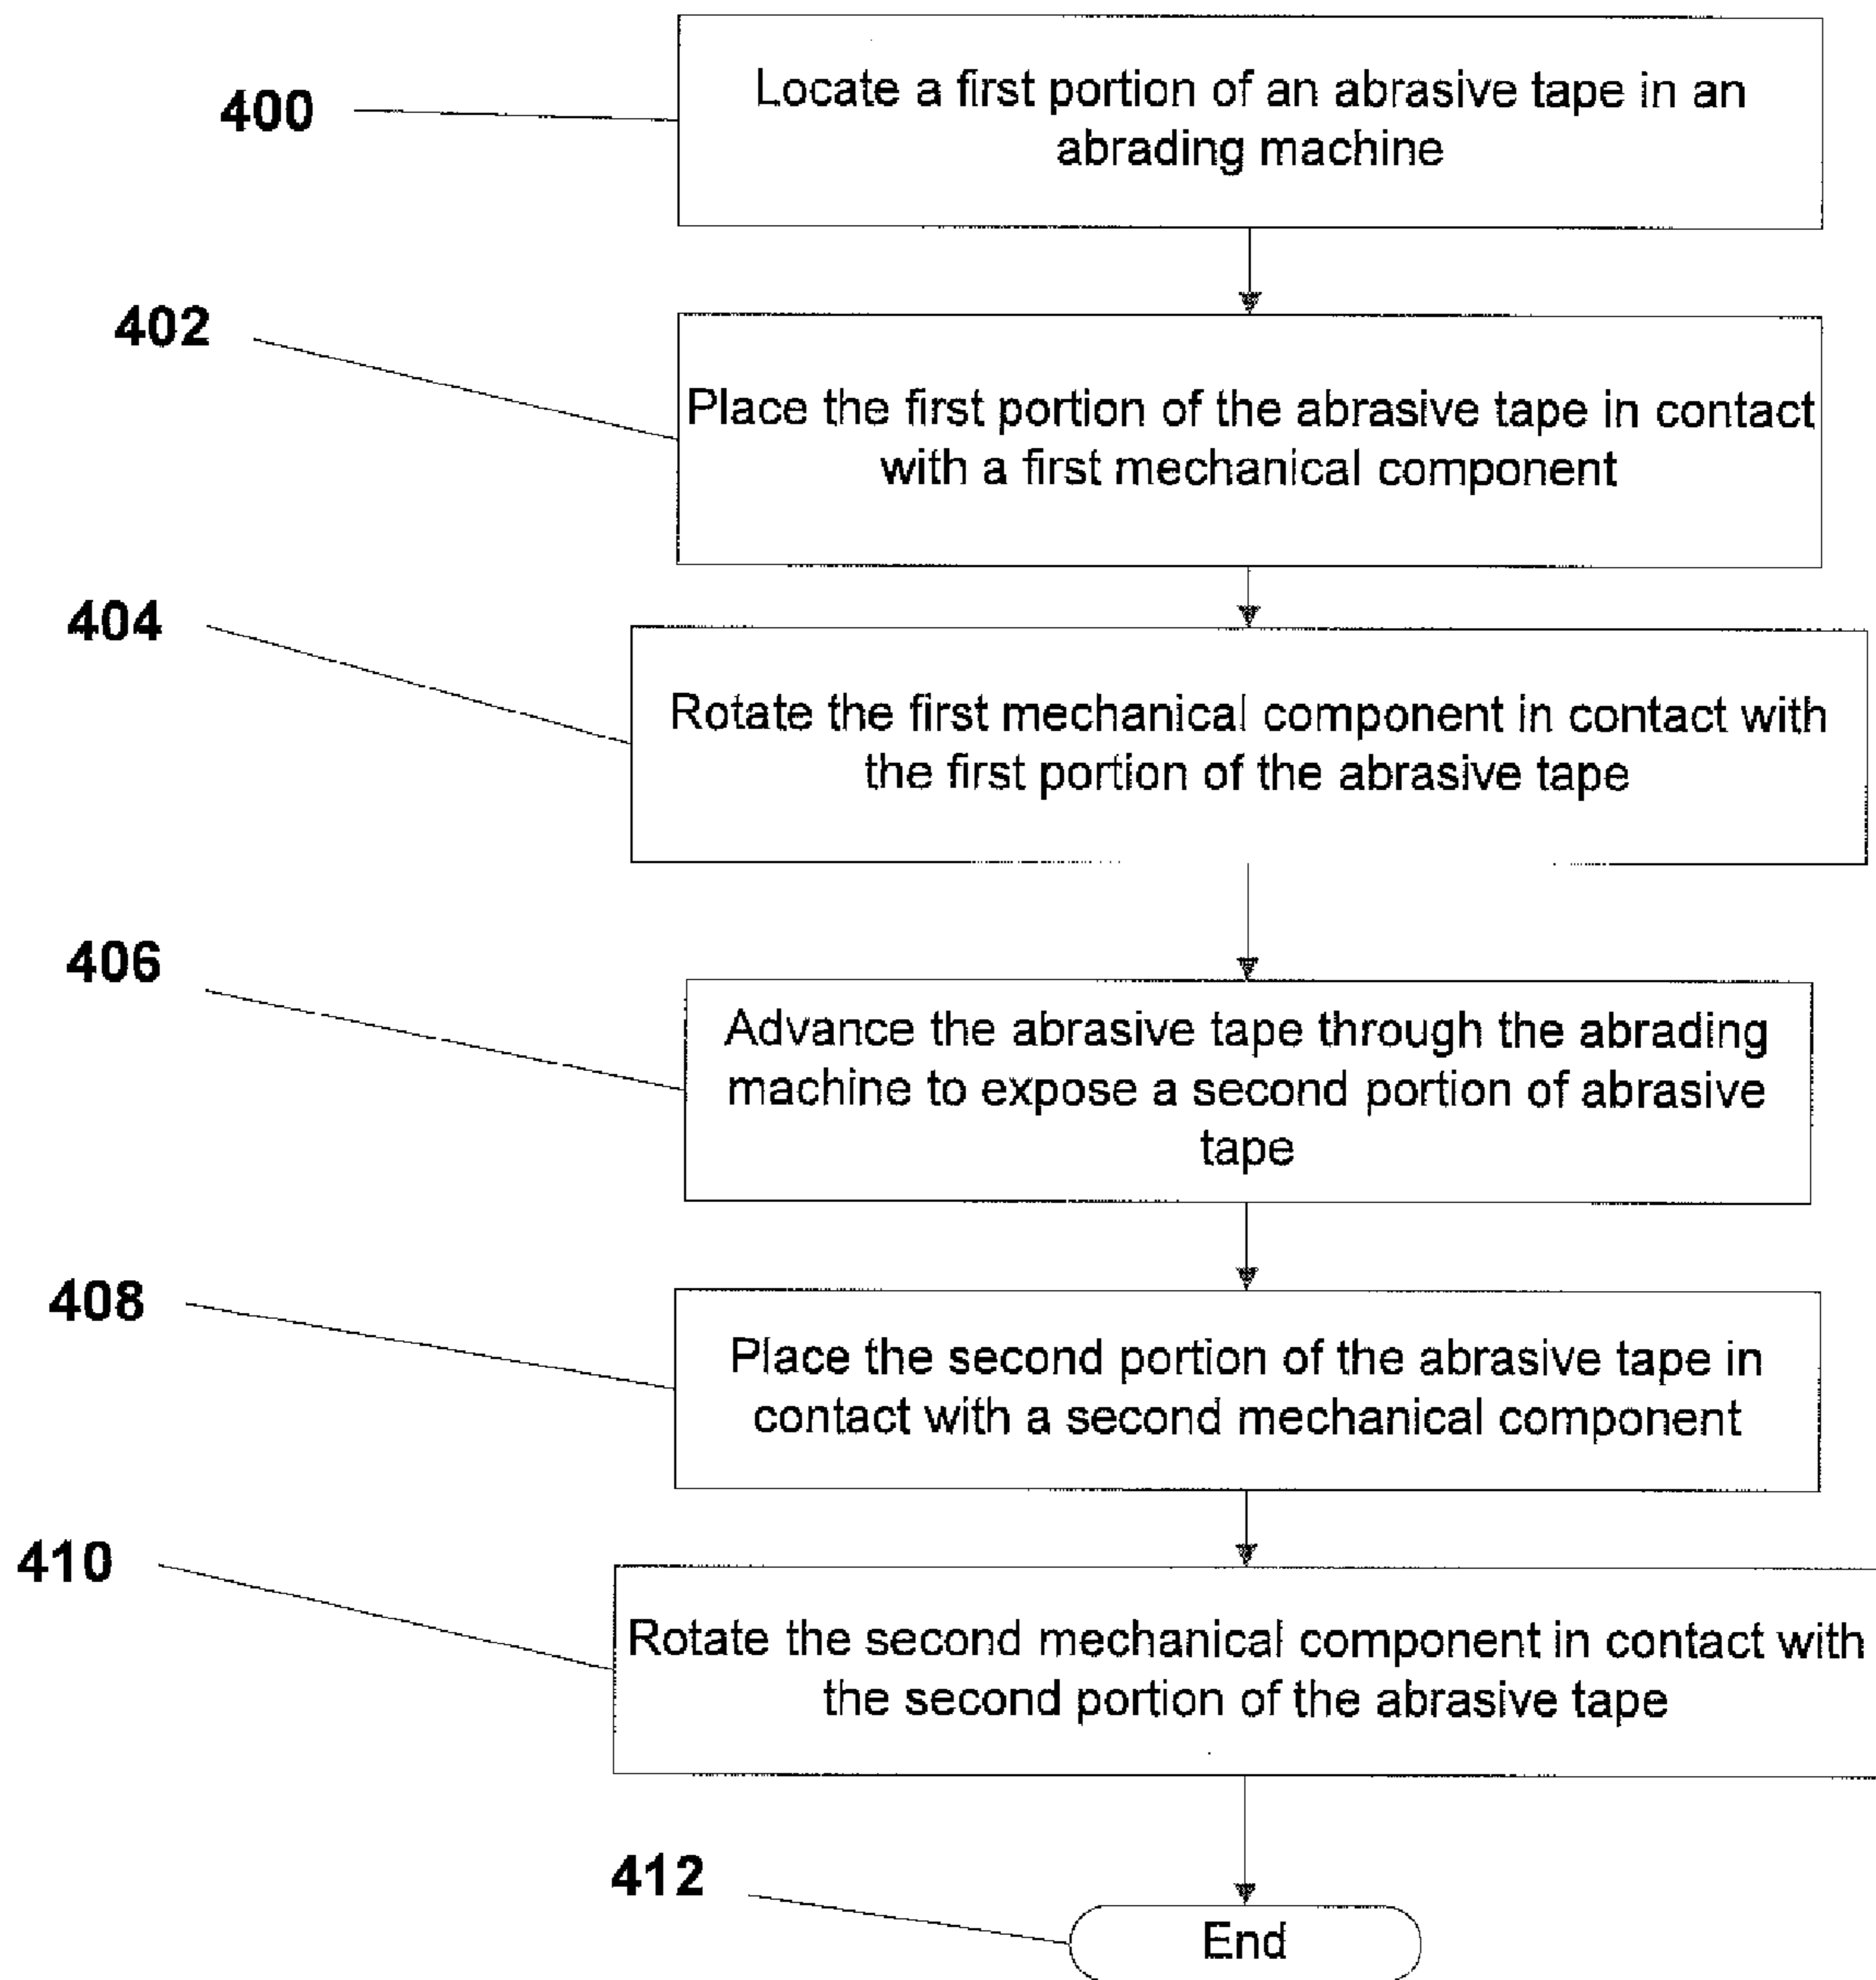 400
Locate a first portion of an abrasive tape in an
abrading machine
402
Place the first portion of the abrasive tape in contact
with a first mechanical component
404
Rotate the first mechanical component in contact with
the first portion of the abrasive tape
406
Advance the abrasive tape through the abrading
machine to expose a second portion of abrasive
tape
408
Place the second portion of the abrasive tape in
contact with a second mechanical component
410
Rotate the second mechanical component in contact with
the second portion of the abrasive tape
412
End